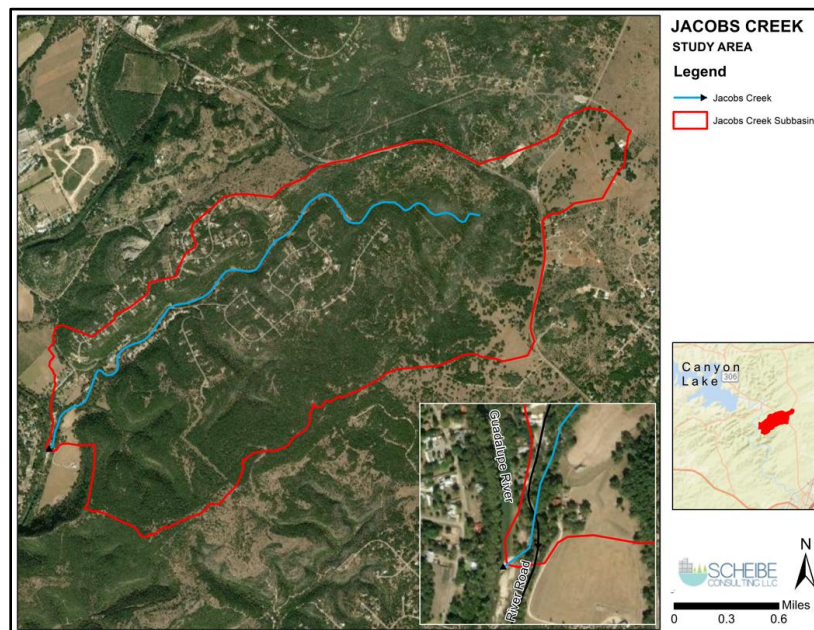 JACOBS CREEK
STUDY AREA
Legend
Jacobs Creek
Jacobs Creek Subbasin
Guadalupe River
River Road
Canyon
Lake
306
SCHEIBE
CONSULTING LLC
N
Miles
0 0.3 0.6